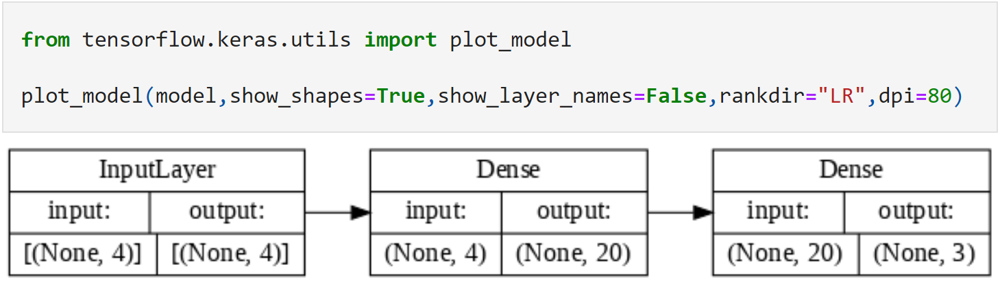 from tensorflow.keras.utils import plot_model
plot_model(model,show_shapes=True,show_layer_names=False,rankdir="LR",dpi=80)
InputLayer
input: output:
[(None, 4)] [(None, 4)]
Dense
input: output:
(None, 4) (None, 20)
Dense
input: output:
(None, 20) (None, 3)